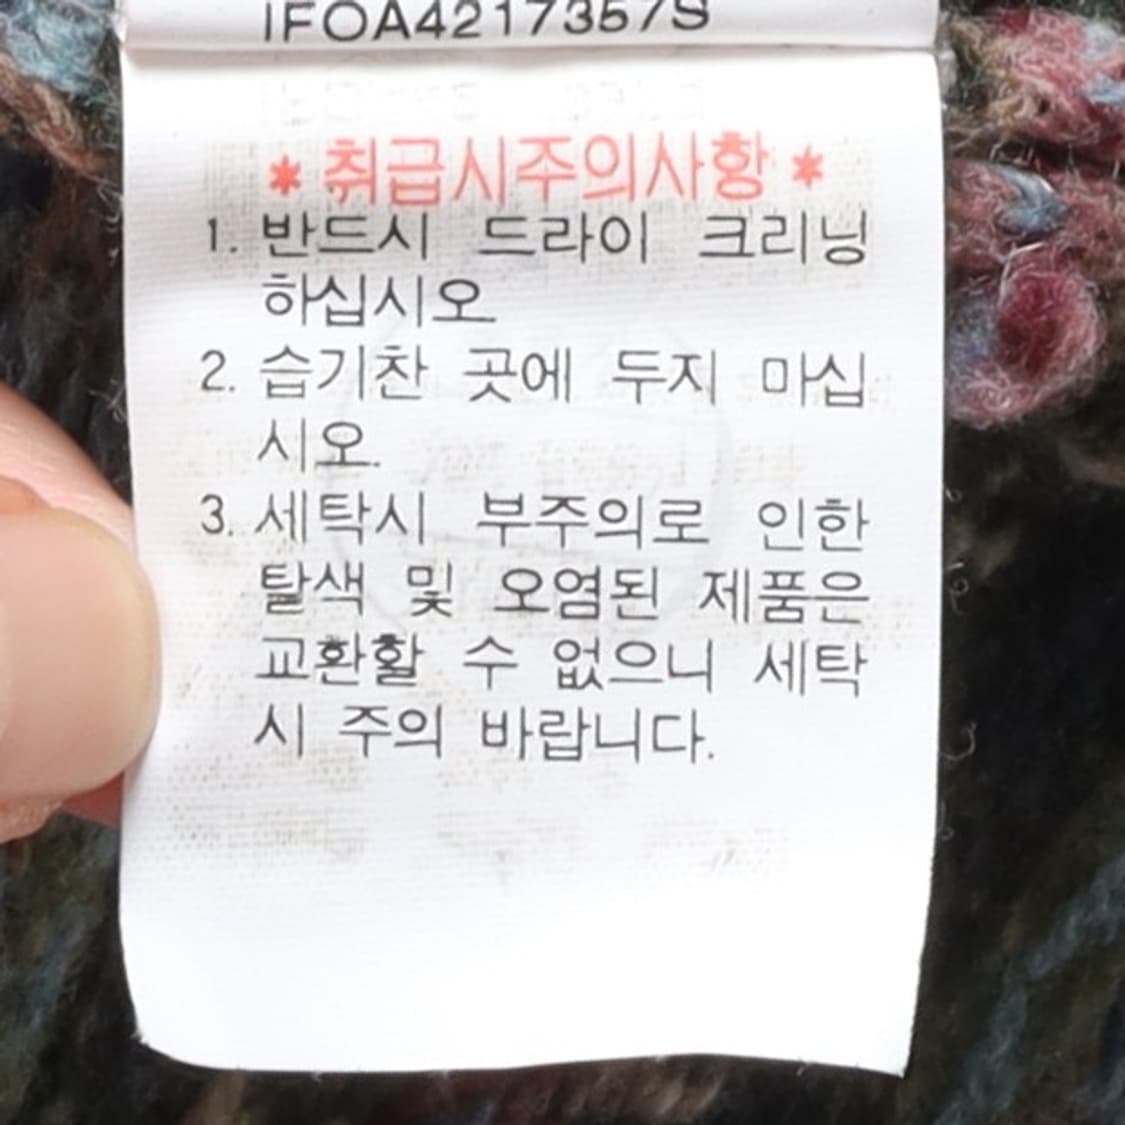 IFOA4217357S
* 취급시주의사항 *
1. 반드시 드라이 크리닝
하십시오.
2. 습기찬 곳에 두지 마십
시오.
3. 세탁시 부주의로 인한
탈색 및 오염된 제품은
교환활 수 없으니 세탁
시 주의 바랍니다.